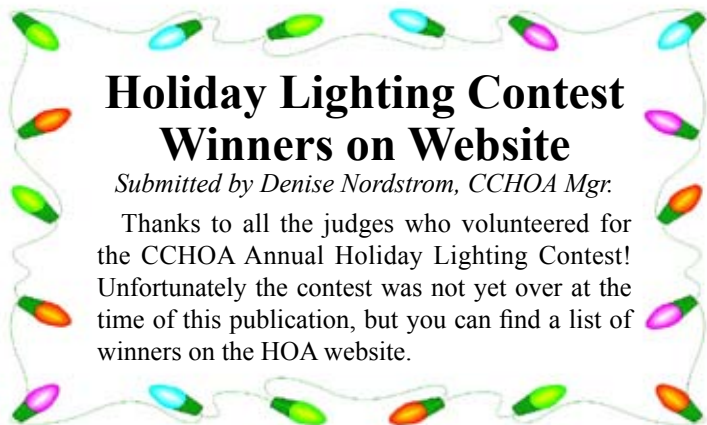 Holiday Lighting Contest
Winners on Website
Submitted by Denise Nordstrom, CCHOA Mgr.
Thanks to all the judges who volunteered for
the CCHOA Annual Holiday Lighting Contest!
Unfortunately the contest was not yet over at the
time of this publication, but you can find a list of
winners on the HOA website.